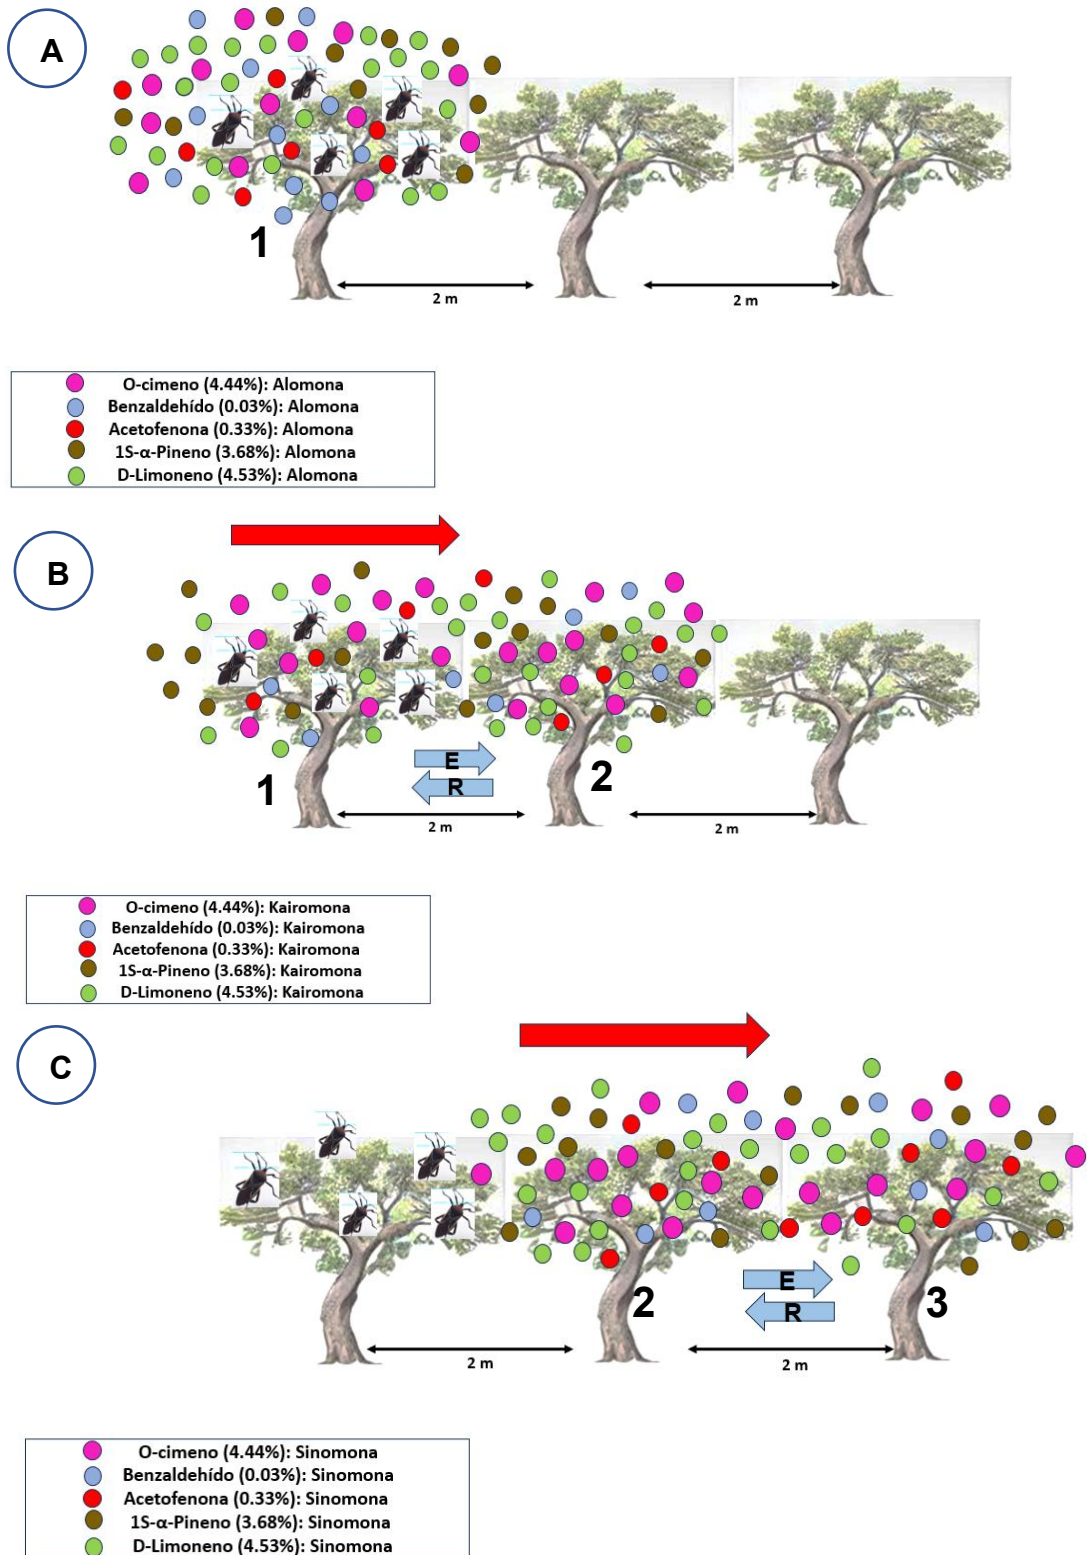 A
1
2 m
2 m
O-cimeno (4.44%): Alomona
Benzaldehído (0.03%): Alomona
Acetofenona (0.33%): Alomona
1S-α-Pineno (3.68%): Alomona
D-Limoneno (4.53%): Alomona
B
E
R
1
2
2 m
2 m
O-cimeno (4.44%): Kairomona
Benzaldehído (0.03%): Kairomona
Acetofenona (0.33%): Kairomona
1S-α-Pineno (3.68%): Kairomona
D-Limoneno (4.53%): Kairomona
C
E
R
2
3
2 m
2 m
O-cimeno (4.44%): Sinomona
Benzaldehído (0.03%): Sinomona
Acetofenona (0.33%): Sinomona
1S-α-Pineno (3.68%): Sinomona
D-Limoneno (4.53%): Sinomona